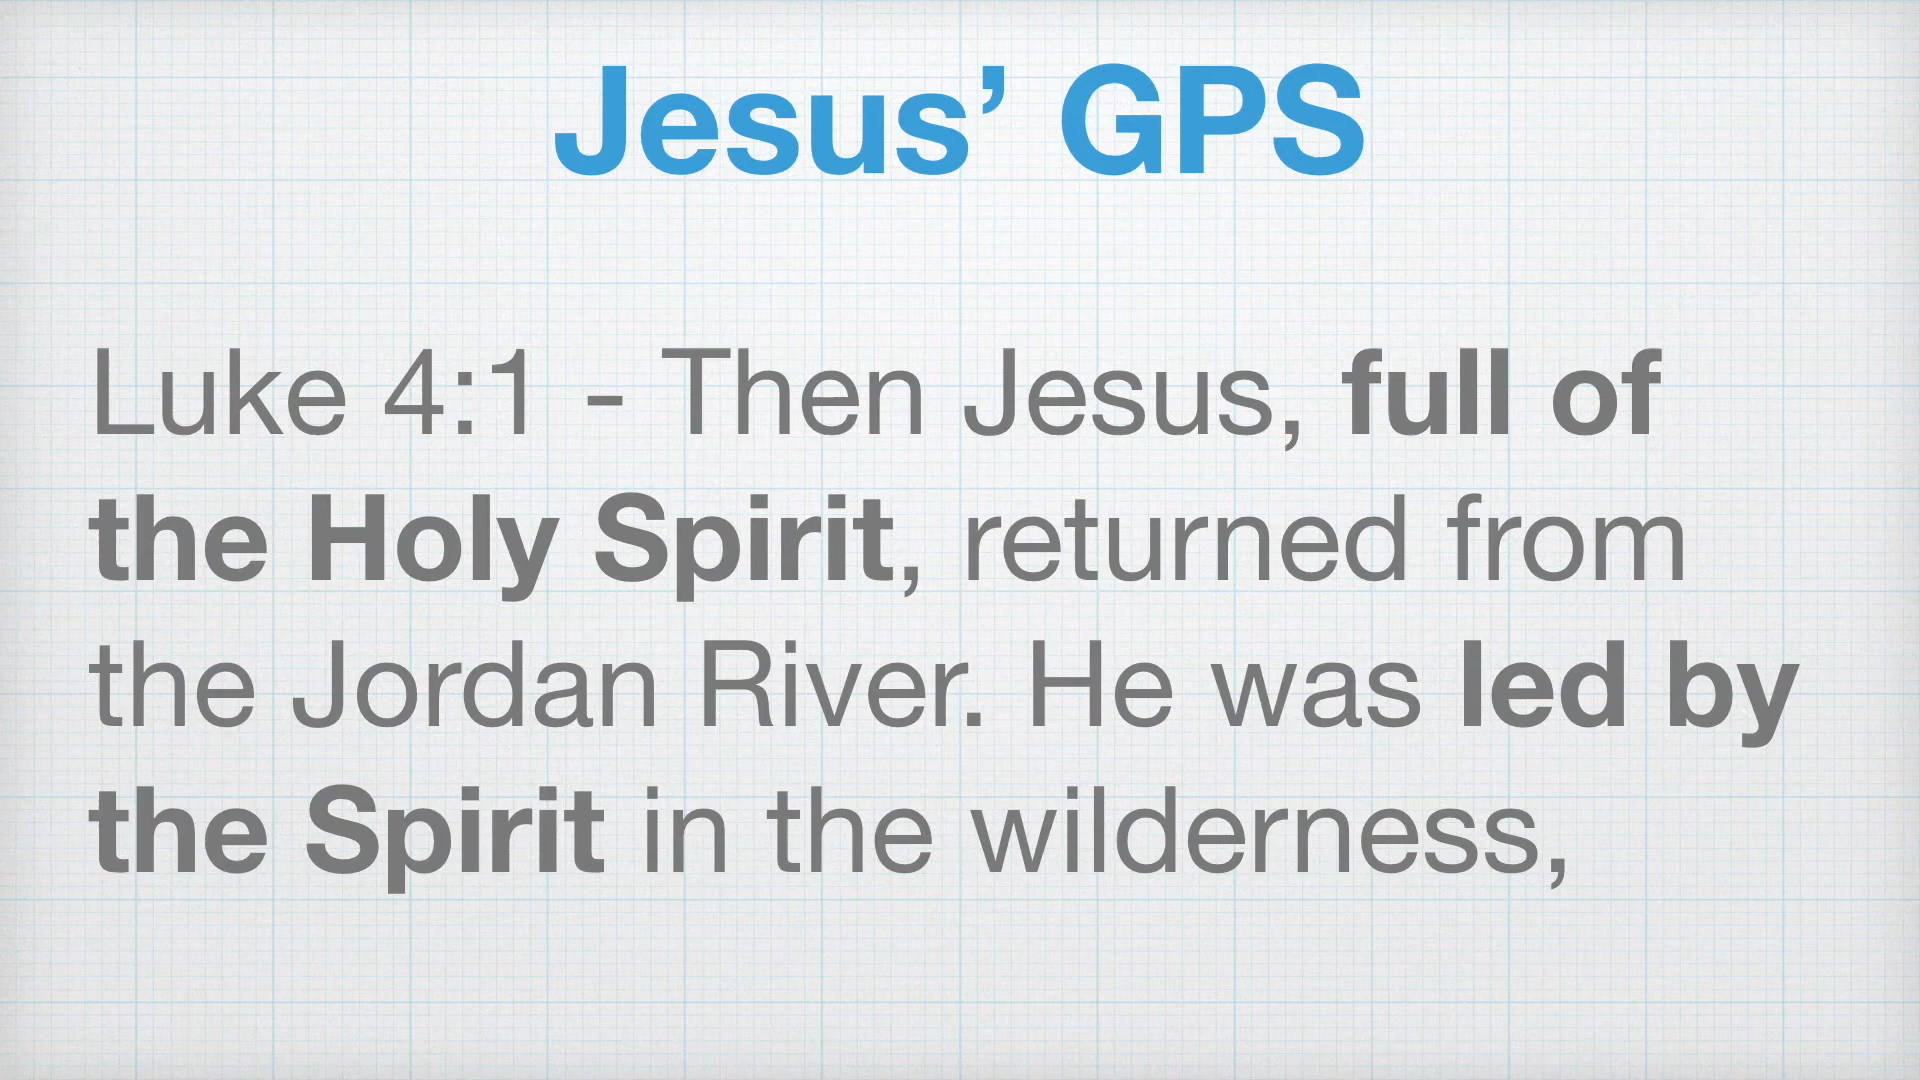 Jesus’ GPS
Luke 4:1 - Then Jesus, full of
the Holy Spirit, returned from
the Jordan River. He was led by
the Spirit in the wilderness,